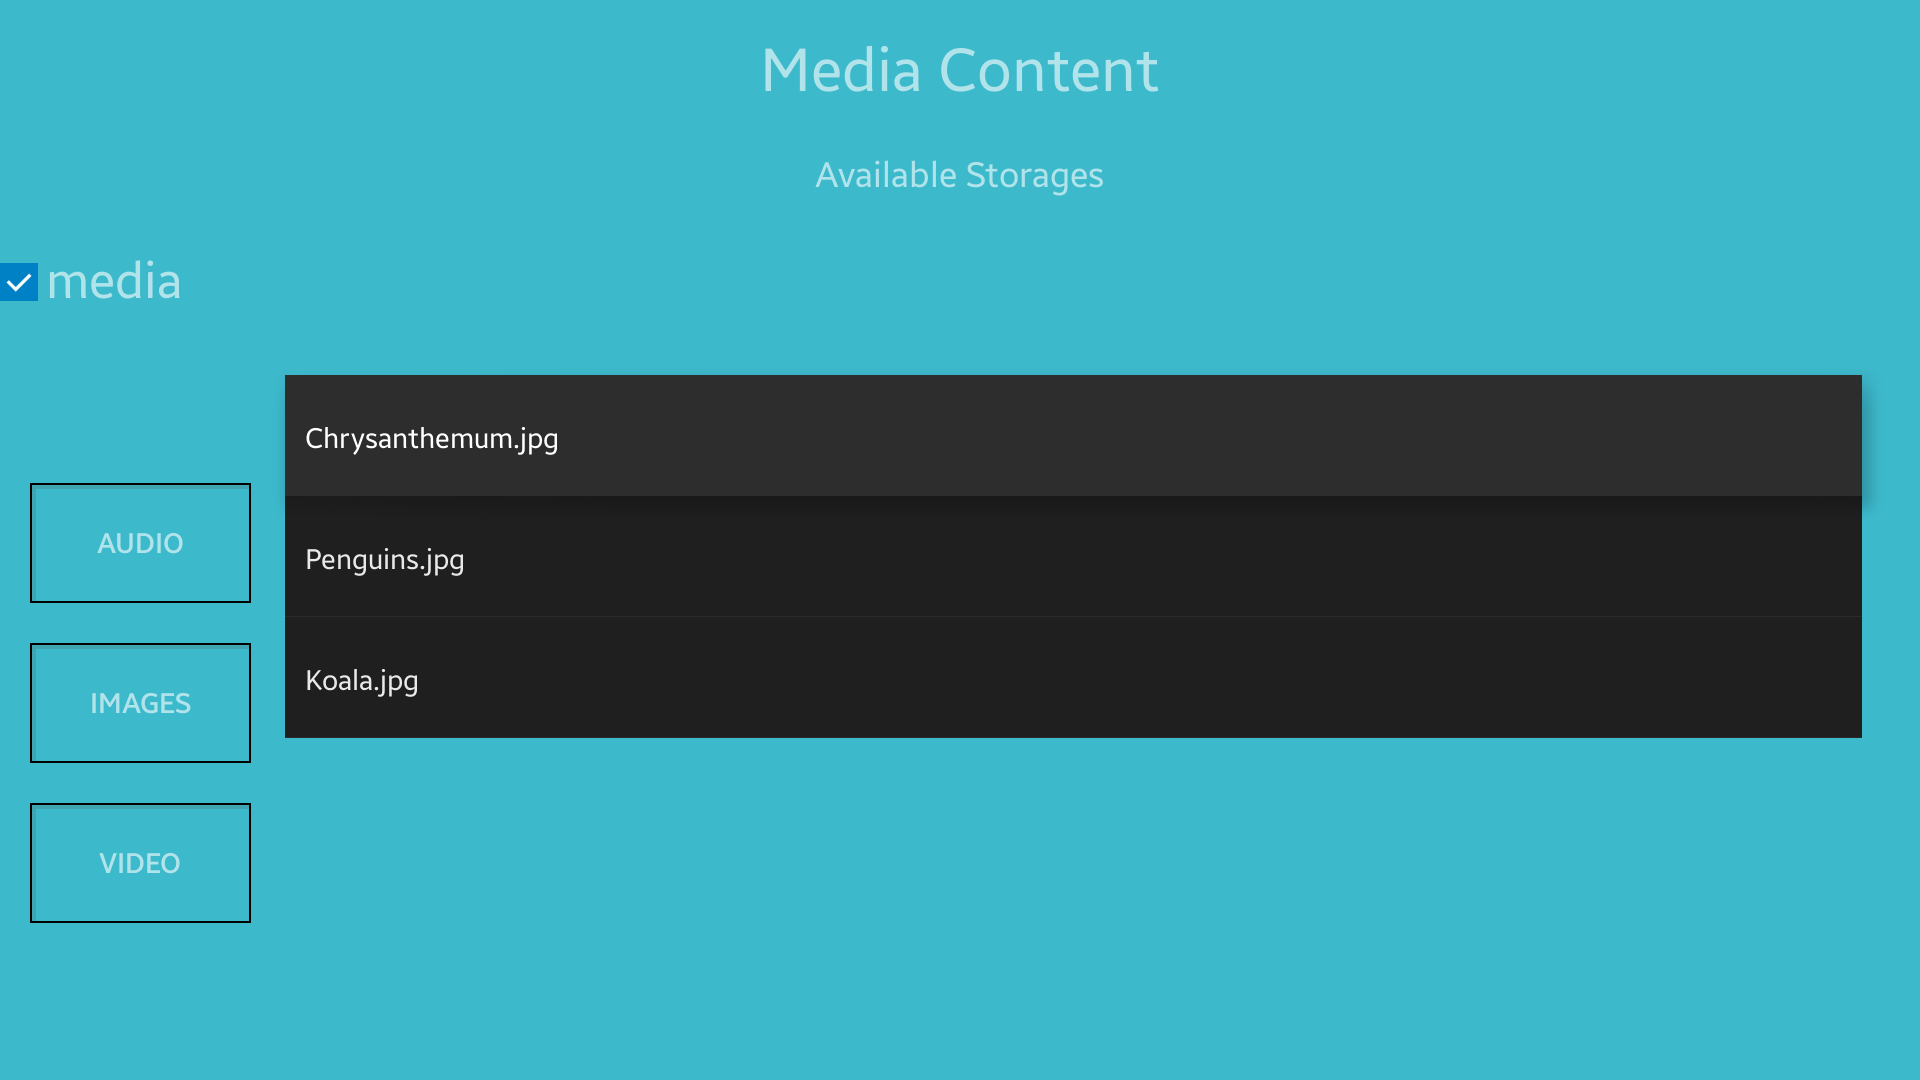 Media Content
Available Storages
media
Chrysanthemum.jpg
Penguins.jpg
Koala.jpg
AUDIO
IMAGES
VIDEO